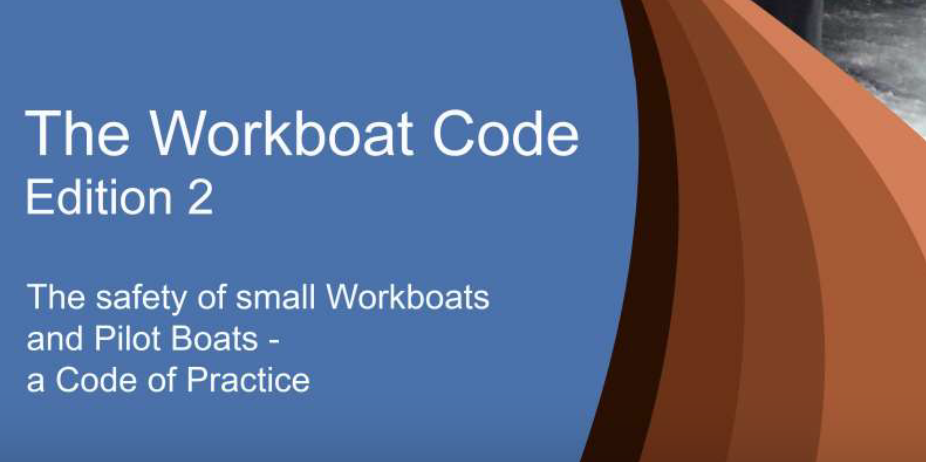 The Workboat Code
Edition 2
The safety of small Workboats
and Pilot Boats -
a Code of Practice